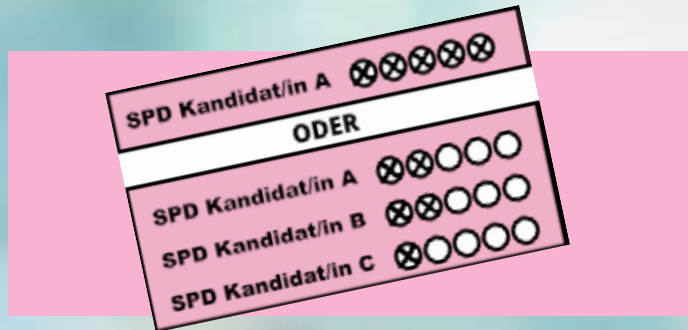 SPD Kandidat/in A
ODER
SPD Kandidat/in A
SPD Kandidat/in B
SPD Kandidat/in C